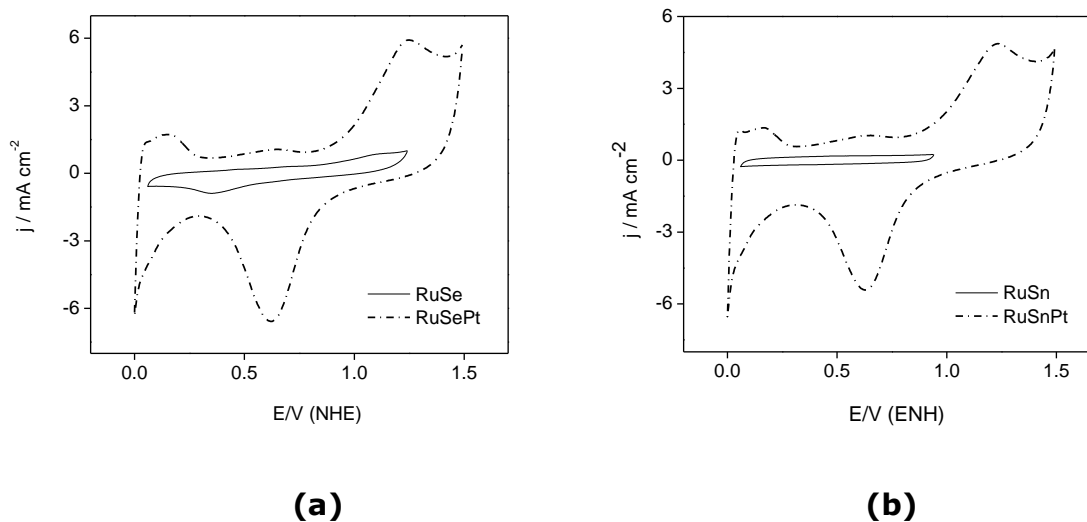 6
3
0
-3
-6
j / mA cm-2
RuSe
RuSePt
0.0 0.5 1.0 1.5
E/V (NHE)
(a)
6
3
0
-3
-6
j / mA cm-2
RuSn
RuSnPt
0.0 0.5 1.0 1.5
E/V (ENH)
(b)